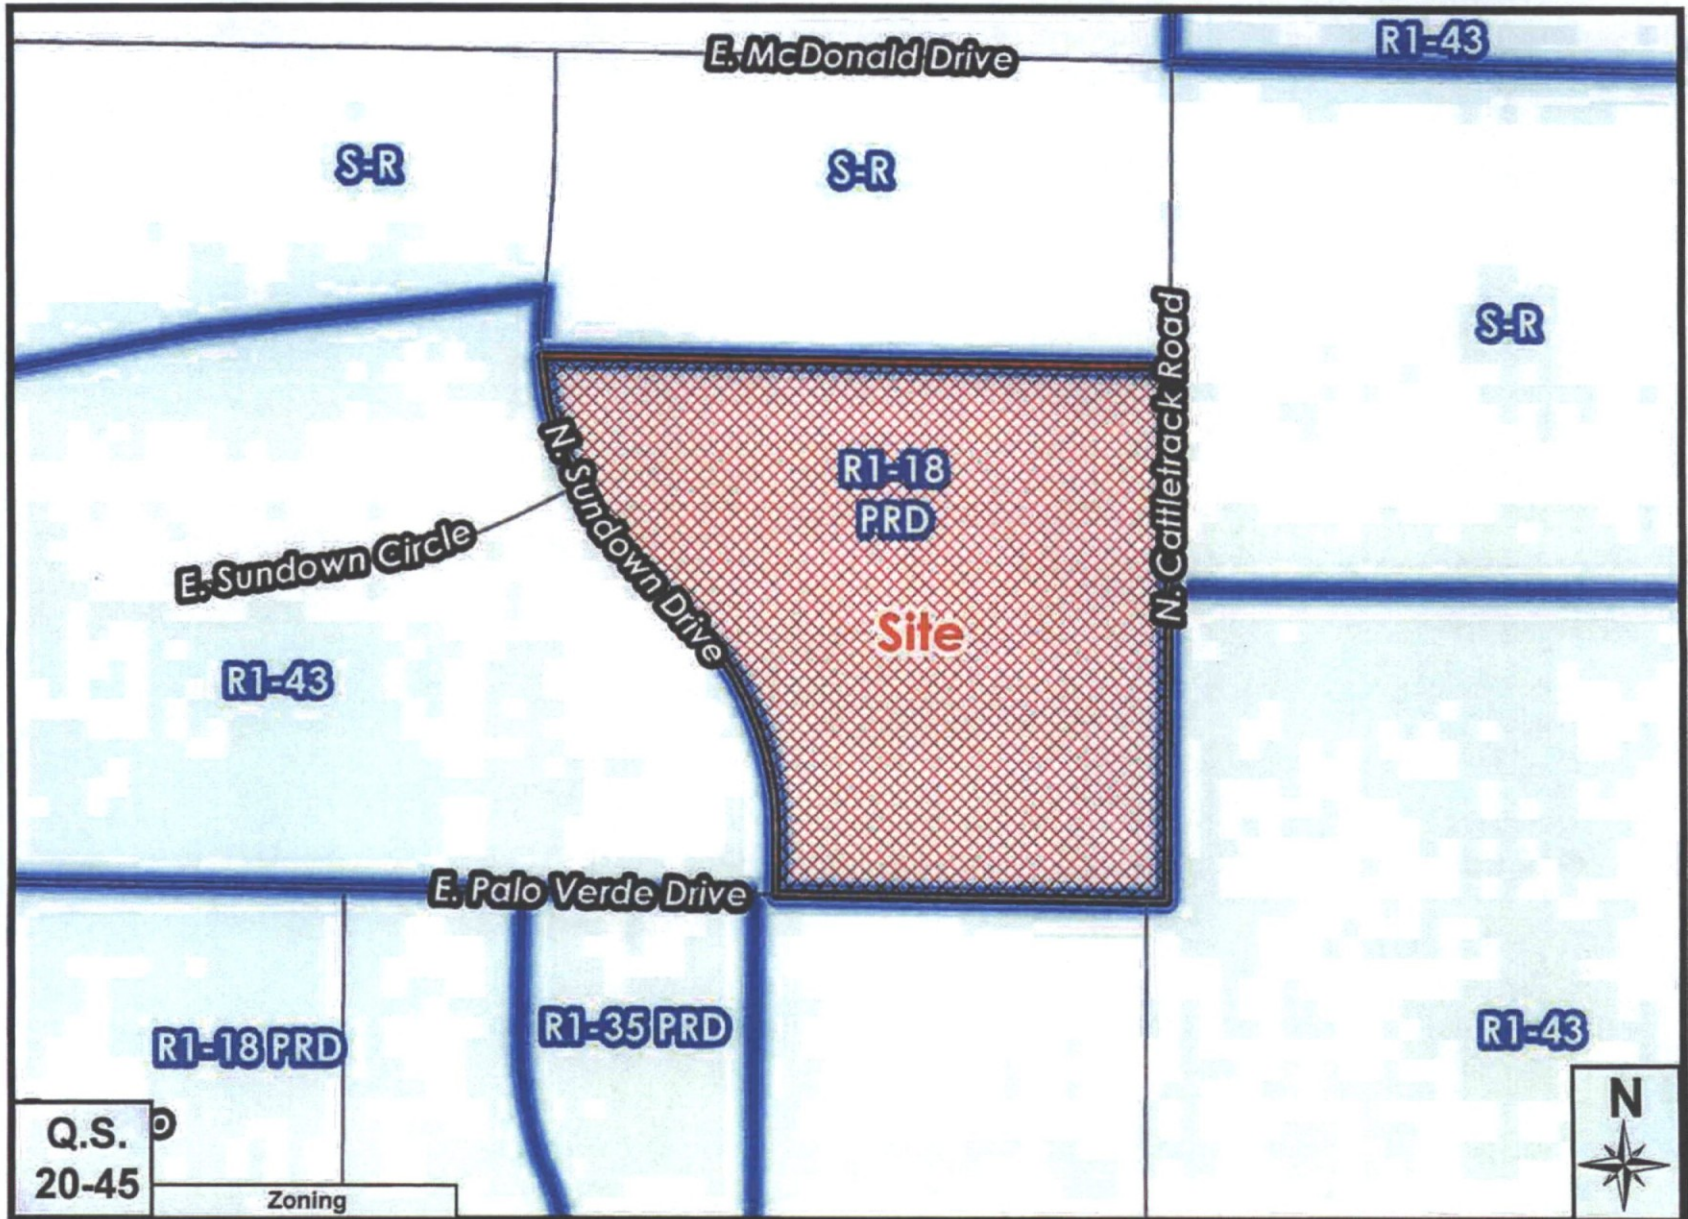 E. McDonald Drive
R1-43
S-R
S-R
S-R
N. Cattletrack Road
N. Sundown Drive
R1-18
PRD
E. Sundown Circle
Site
R1-43
E. Palo Verde Drive
R1-18 PRD
R1-35 PRD
R1-43
Q.S.
20-45
Zoning
N